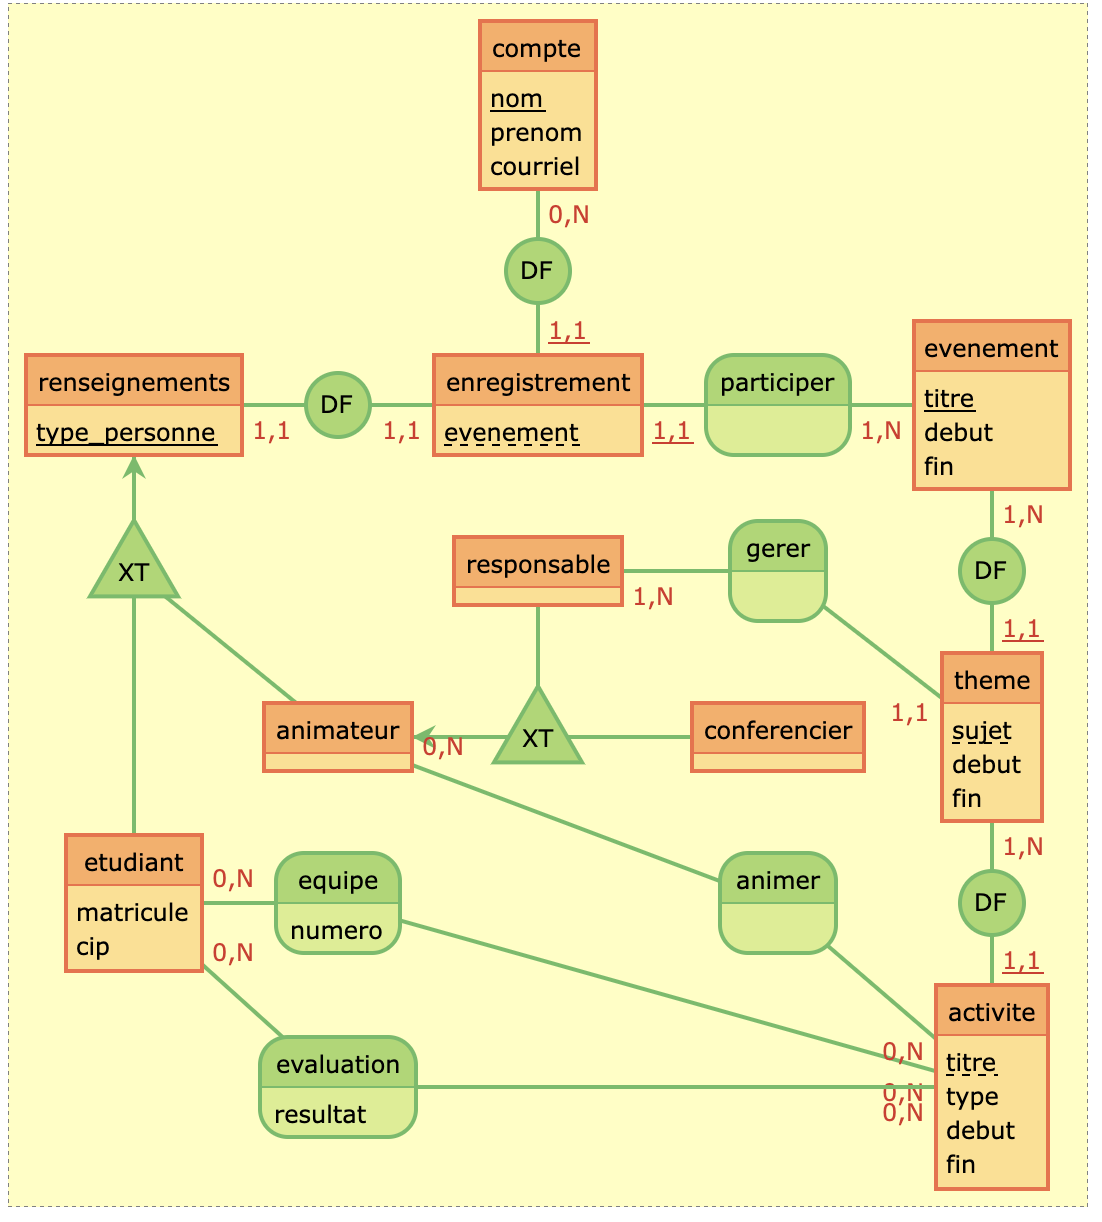 compte
nom
prenom
courriel
0,N
DF
1,1
renseignements
type_personne
1,1
DF
1,1
enregistrement
evenement
1,1
participer
1,N
evenement
titre
debut
fin
1,N
DF
1,1
XT
responsable
1,N
gerer
1,1
theme
sujet
debut
fin
animateur
0,N
XT
conferencier
1,N
DF
1,1
etudiant
matricule
cip
0,N
0,N
equipe
numero
animer
evaluation
resultat
0,N
0,N
0,N
activite
titre
type
debut
fin